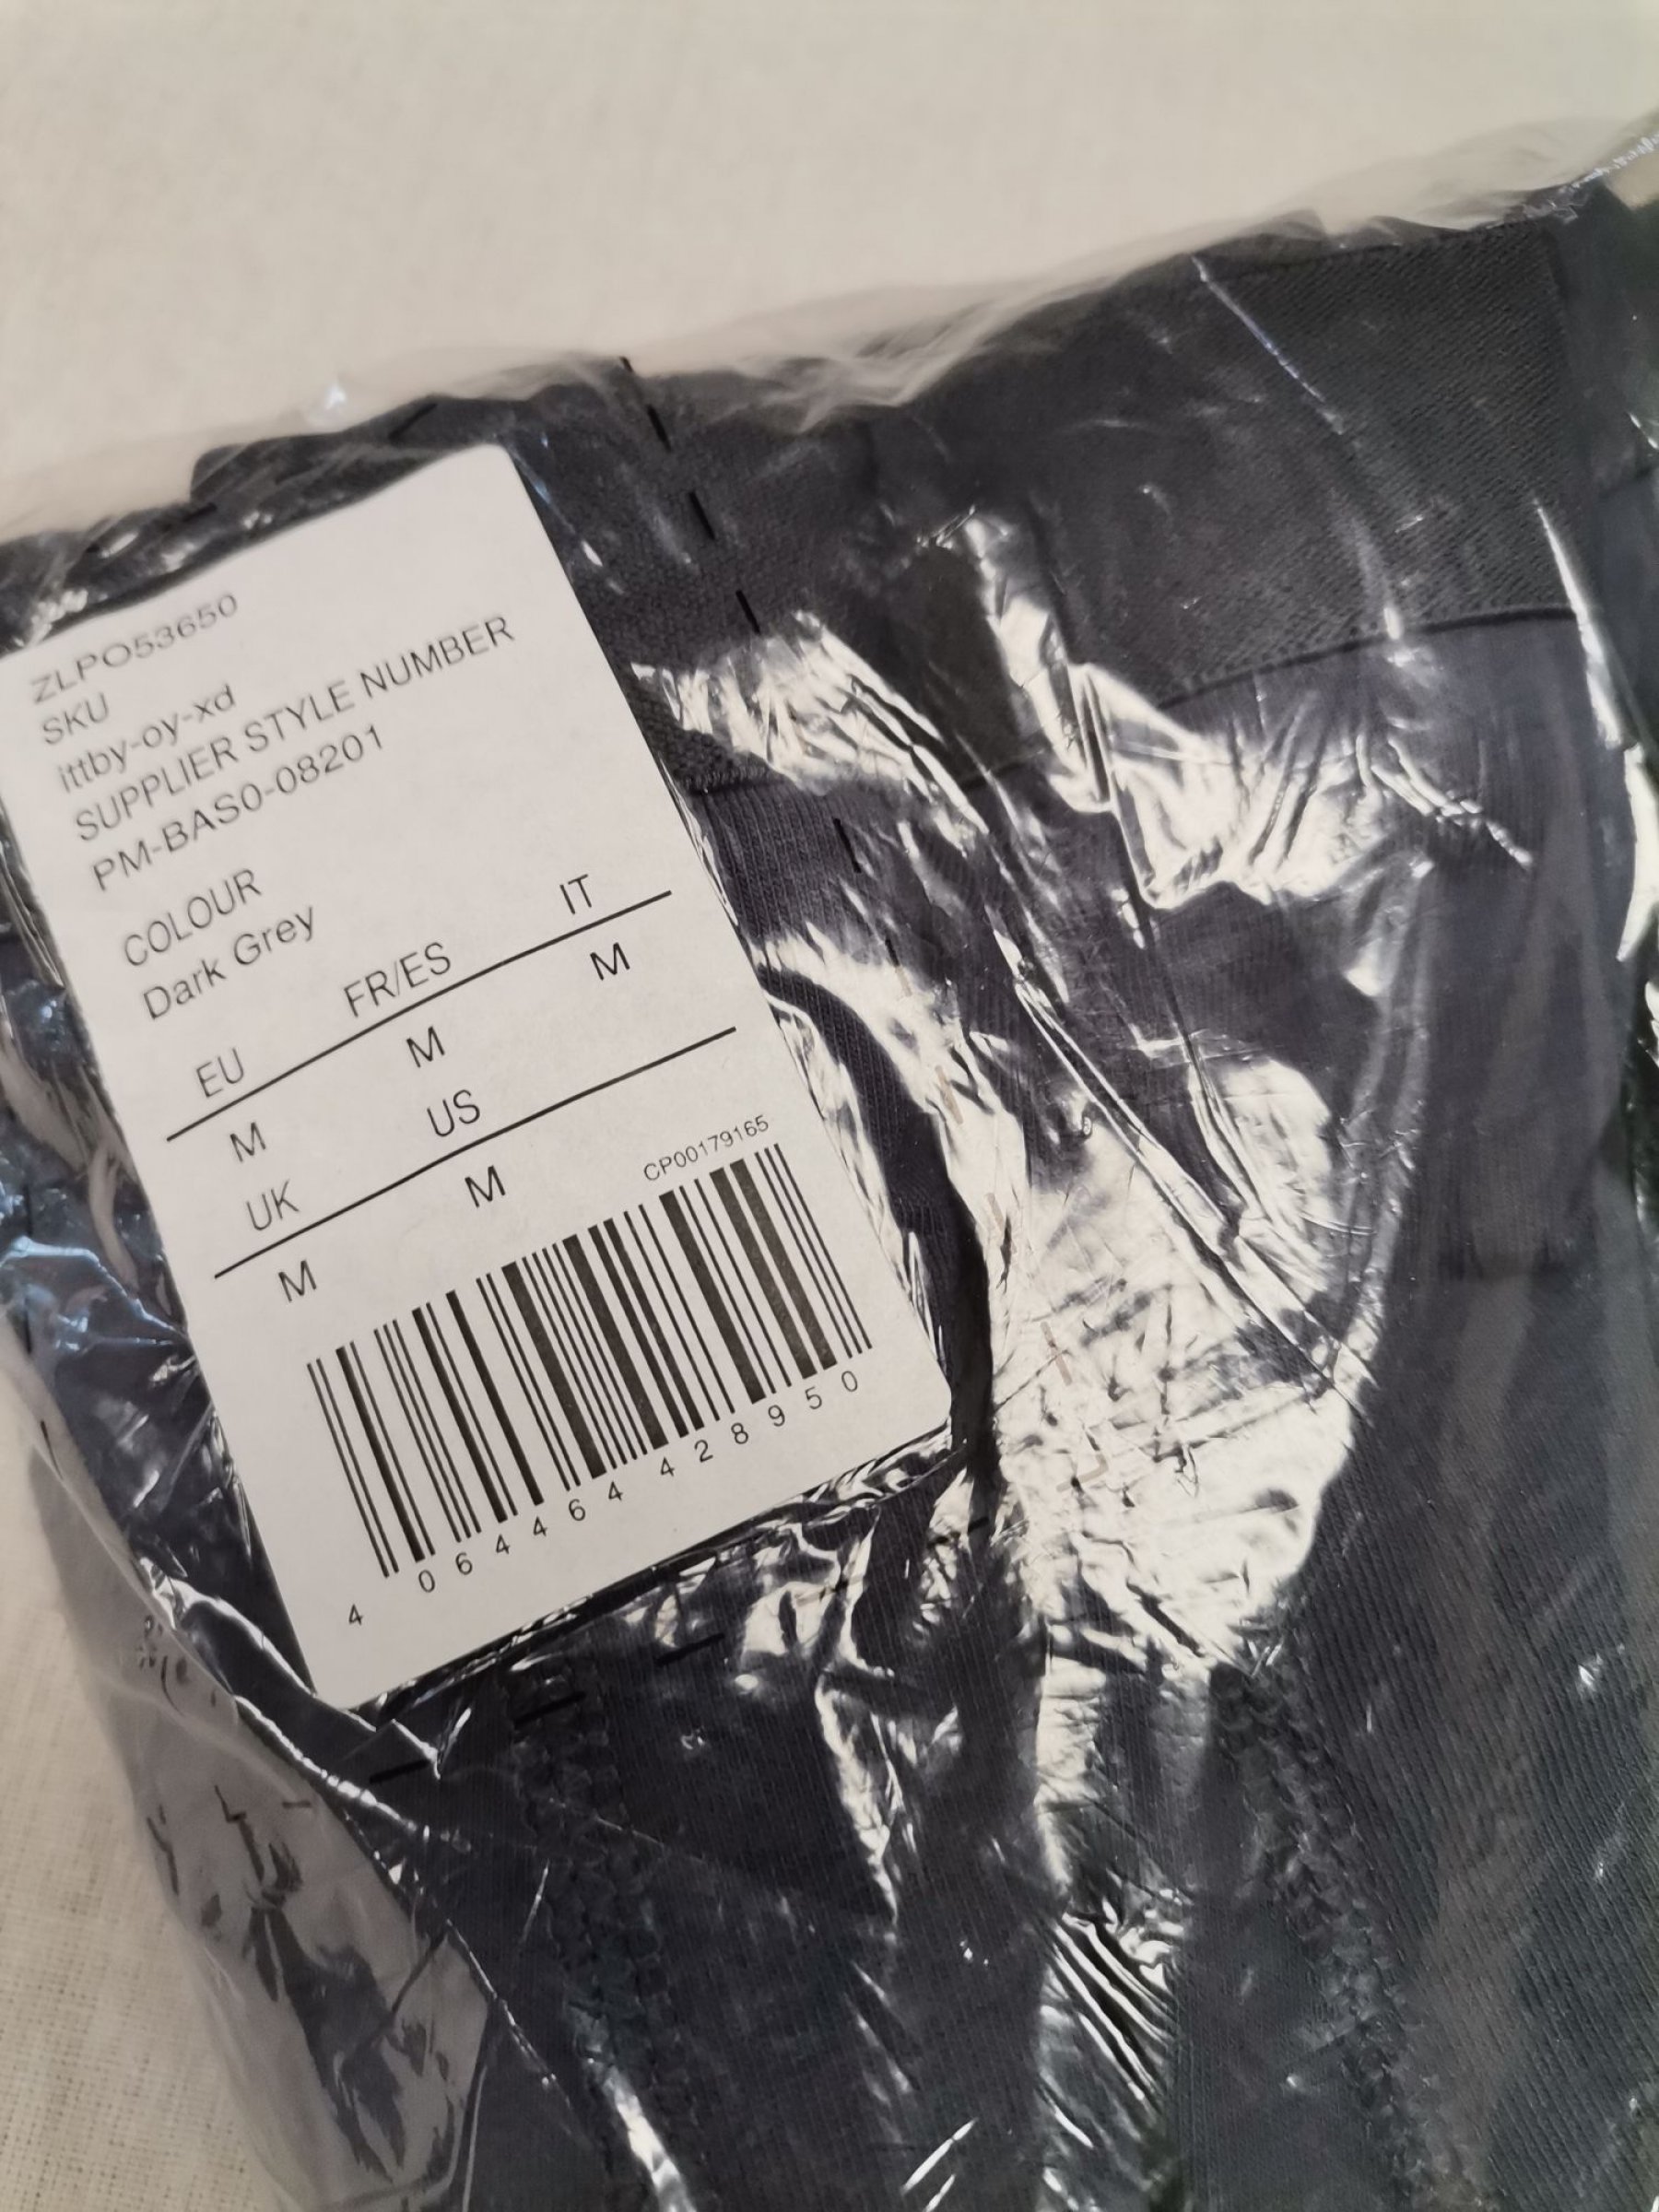 ZLPO53650
SKU
ittby-oy-xd
SUPPLIER STYLE NUMBER
PM-BAS0-08201
COLOUR
Dark Grey
EU FR/ES IT
M M M
UK US
M M
CP00179165
4 064464 428950